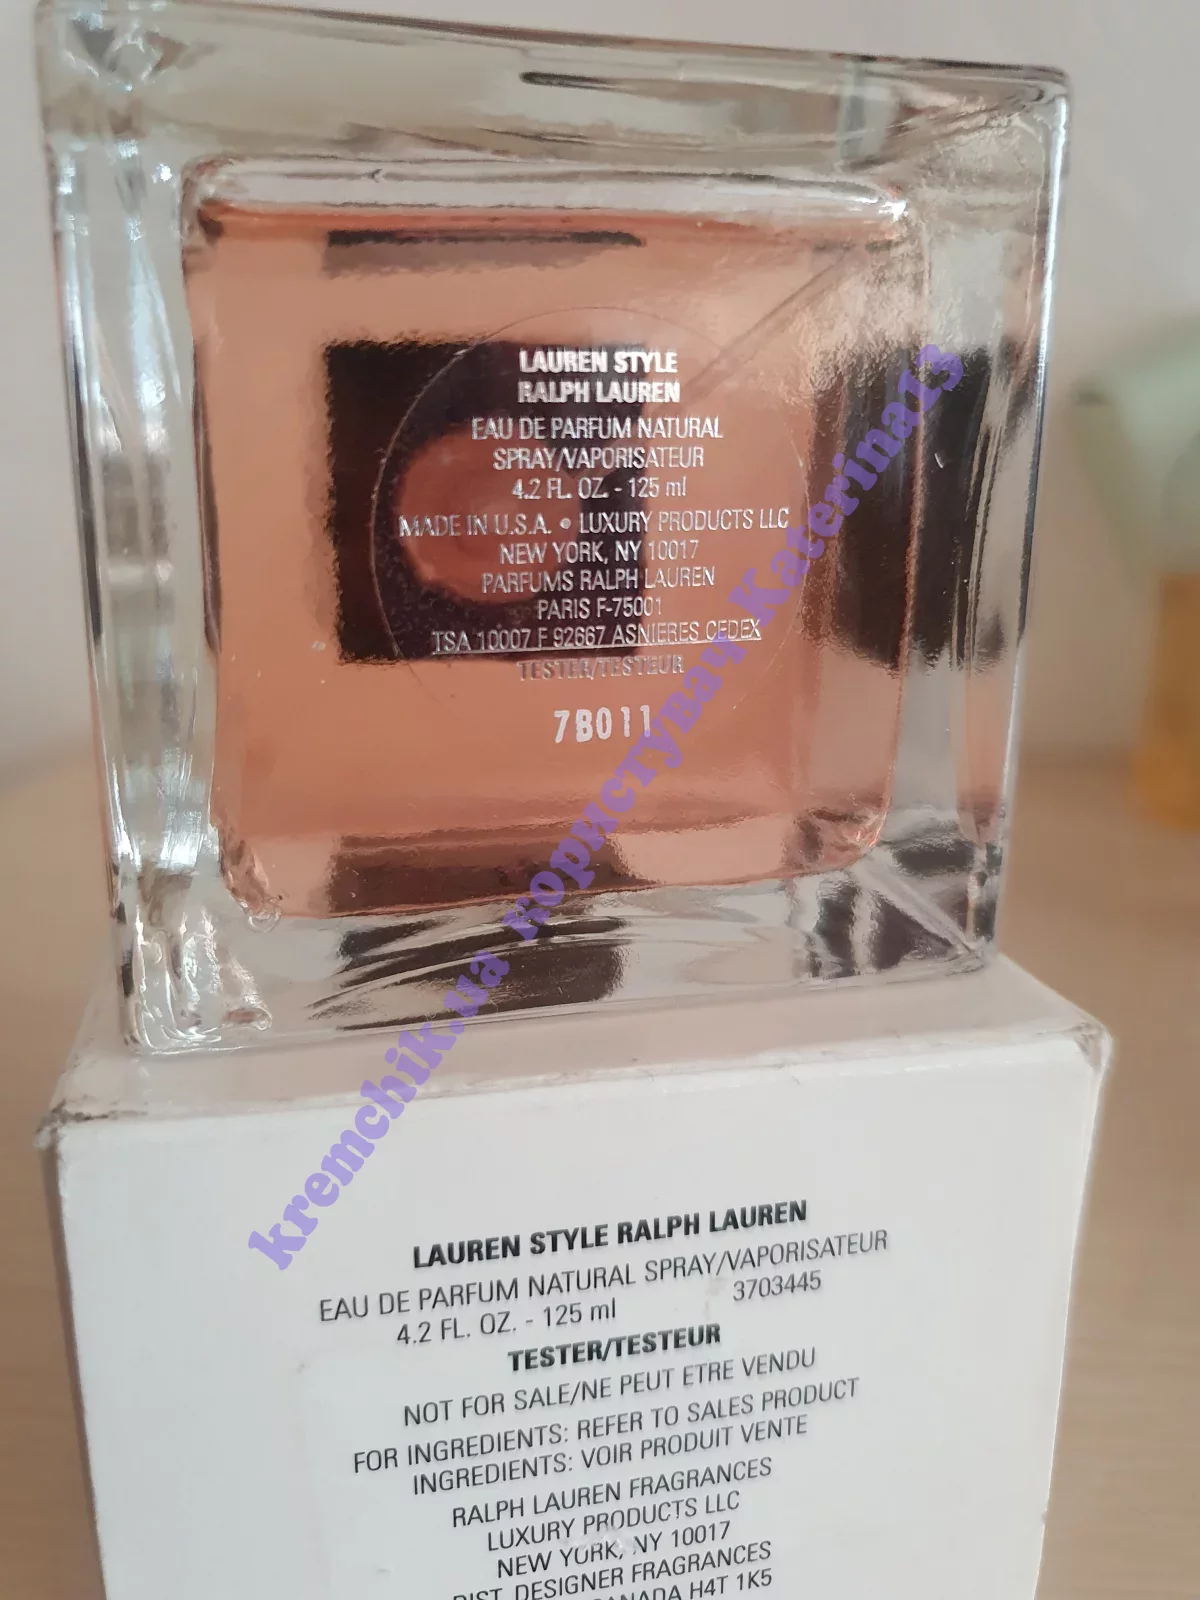 LAUREN STYLE
RALPH LAUREN
EAU DE PARFUM NATURAL
SPRAY/VAPORISATEUR
4.2 FL. OZ. - 125 ml
MADE IN U.S.A. • LUXURY PRODUCTS LLC
NEW YORK, NY 10017
PARFUMS RALPH LAUREN
PARIS F-75001
TSA 10007 F 92667 ASNIERES CEDEX
TESTER/TESTEUR
7B011
kremchik.ua користувач Katerina13
LAUREN STYLE RALPH LAUREN
EAU DE PARFUM NATURAL SPRAY/VAPORISATEUR
4.2 FL. OZ. - 125 ml 3703445
TESTER/TESTEUR
NOT FOR SALE/NE PEUT ETRE VENDU
FOR INGREDIENTS: REFER TO SALES PRODUCT
INGREDIENTS: VOIR PRODUIT VENTE
RALPH LAUREN FRAGRANCES
LUXURY PRODUCTS LLC
NEW YORK, NY 10017
DIST. DESIGNER FRAGRANCES
CANADA H4T 1K5